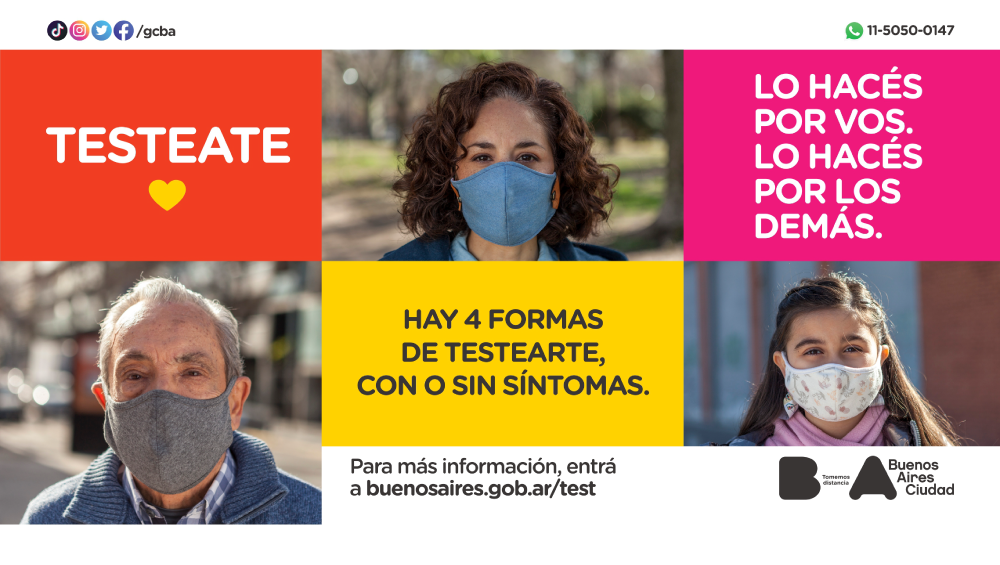 /gcba
11-5050-0147
TESTEATE
LO HACÉS
POR VOS.
LO HACÉS
POR LOS
DEMÁS.
HAY 4 FORMAS
DE TESTEARTE,
CON O SIN SÍNTOMAS.
Para más información, entrá
a buenosaires.gob.ar/test
B
Tomemos
distancia
A
Buenos
Aires
Ciudad